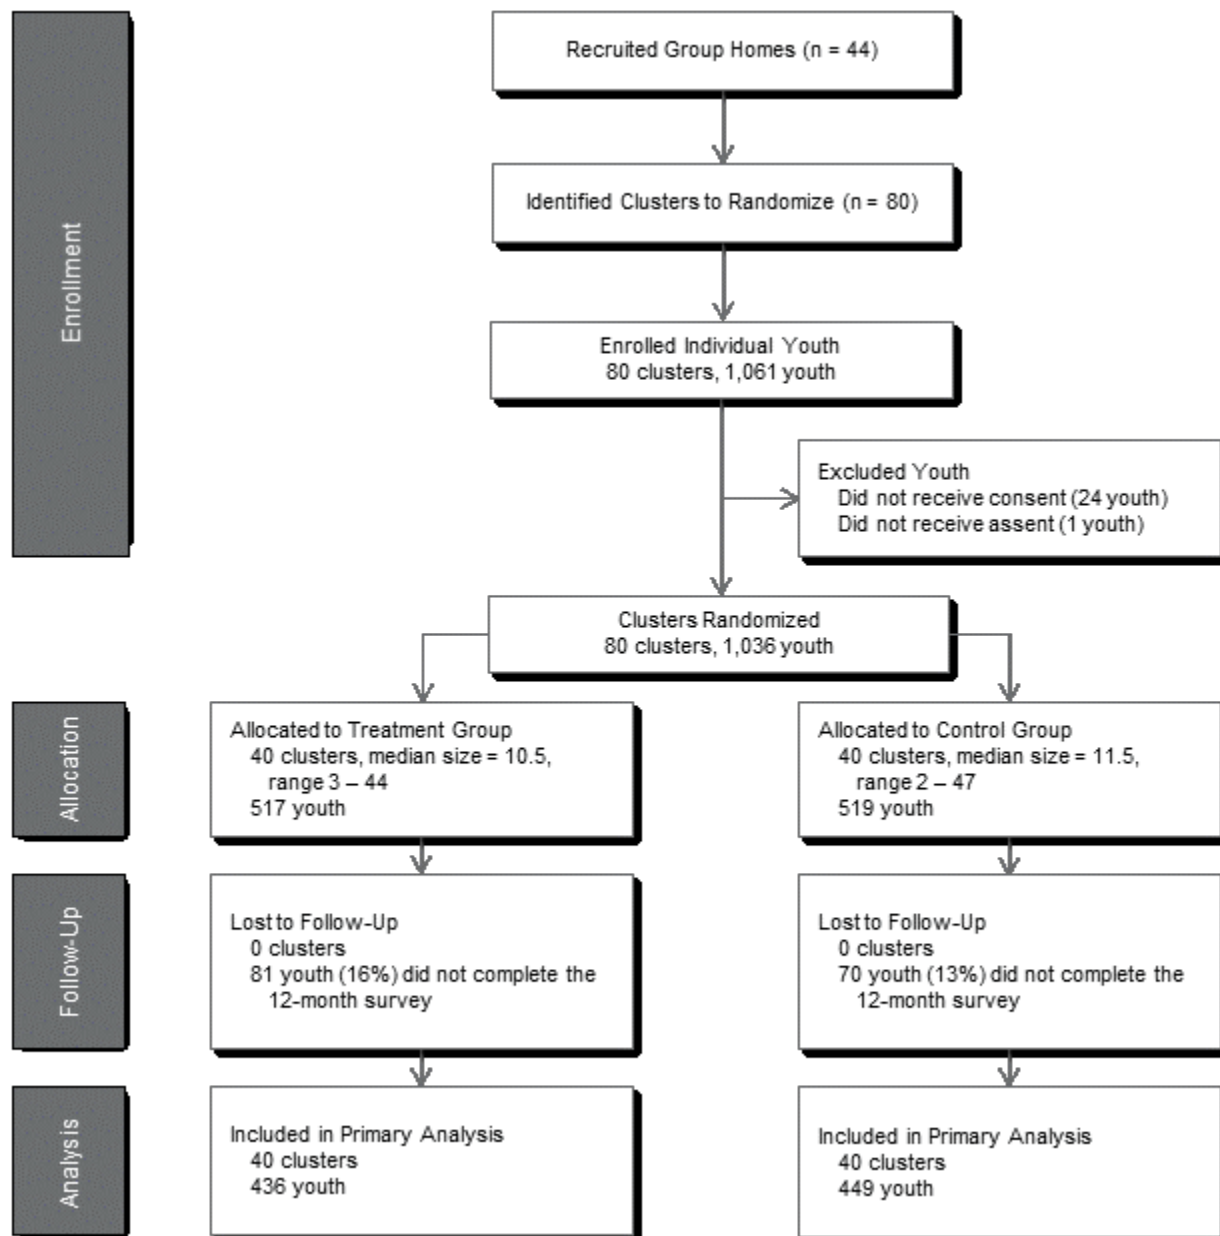 Enrollment
Recruited Group Homes (n = 44)
Identified Clusters to Randomize (n = 80)
Enrolled Individual Youth
80 clusters, 1,061 youth
Excluded Youth
Did not receive consent (24 youth)
Did not receive assent (1 youth)
Clusters Randomized
80 clusters, 1,036 youth
Allocation
Allocated to Treatment Group
40 clusters, median size = 10.5,
range 3 – 44
517 youth
Allocated to Control Group
40 clusters, median size = 11.5,
range 2 – 47
519 youth
Follow-Up
Lost to Follow-Up
0 clusters
81 youth (16%) did not complete the
12-month survey
Lost to Follow-Up
0 clusters
70 youth (13%) did not complete the
12-month survey
Analysis
Included in Primary Analysis
40 clusters
436 youth
Included in Primary Analysis
40 clusters
449 youth